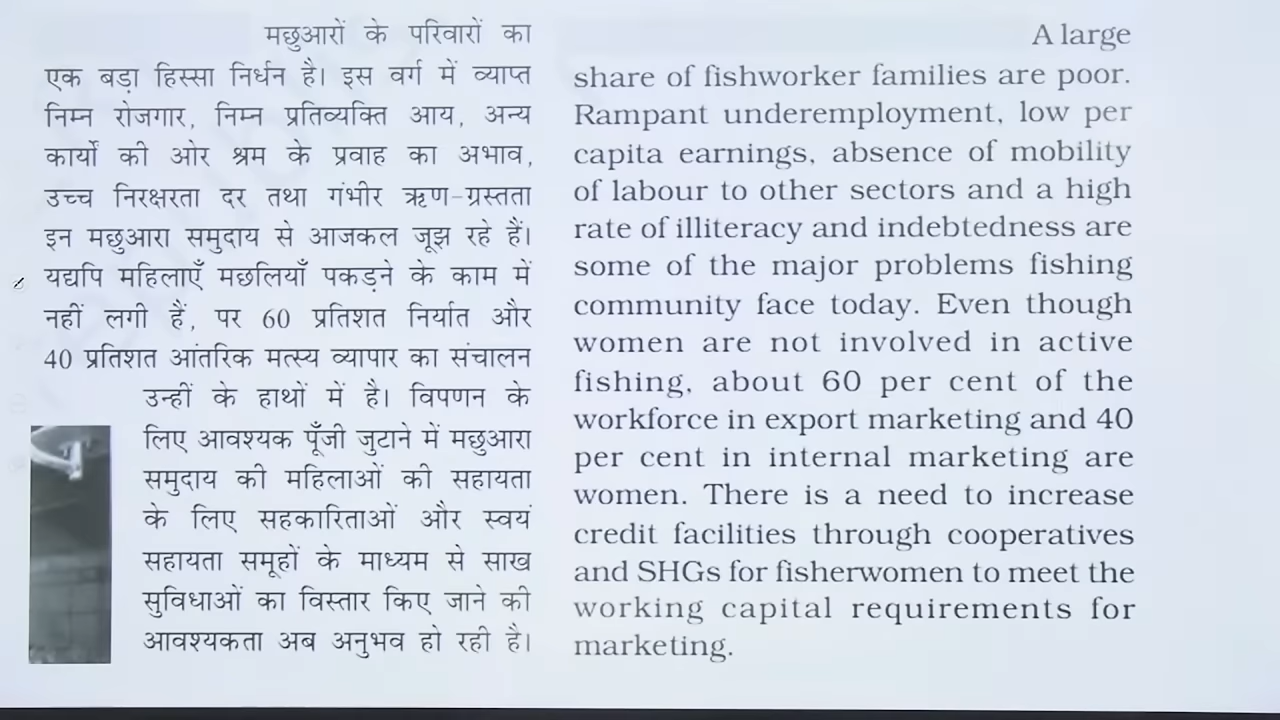 मछुआरों के परिवारों का
एक बड़ा हिस्सा निर्धन है। इस वर्ग में व्याप्त
निम्न रोजगार, निम्न प्रतिव्यक्ति आय, अन्य
कार्यों की ओर श्रम के प्रवाह का अभाव,
उच्च निरक्षरता दर तथा गंभीर ऋण-ग्रस्तता
इन मछुआरा समुदाय से आजकल जूझ रहे हैं।
यद्यपि महिलाएँ मछलियाँ पकड़ने के काम में
नहीं लगी हैं, पर 60 प्रतिशत निर्यात और
40 प्रतिशत आंतरिक मत्स्य व्यापार का संचालन
उन्हीं के हाथों में है। विपणन के
लिए आवश्यक पूँजी जुटाने में मछुआरा
समुदाय की महिलाओं की सहायता
के लिए सहकारिताओं और स्वयं
सहायता समूहों के माध्यम से साख
सुविधाओं का विस्तार किए जाने की
आवश्यकता अब अनुभव हो रही है।
A large
share of fishworker families are poor.
Rampant underemployment, low per
capita earnings, absence of mobility
of labour to other sectors and a high
rate of illiteracy and indebtedness are
some of the major problems fishing
community face today. Even though
women are not involved in active
fishing, about 60 per cent of the
workforce in export marketing and 40
per cent in internal marketing are
women. There is a need to increase
credit facilities through cooperatives
and SHGs for fisherwomen to meet the
working capital requirements for
marketing.